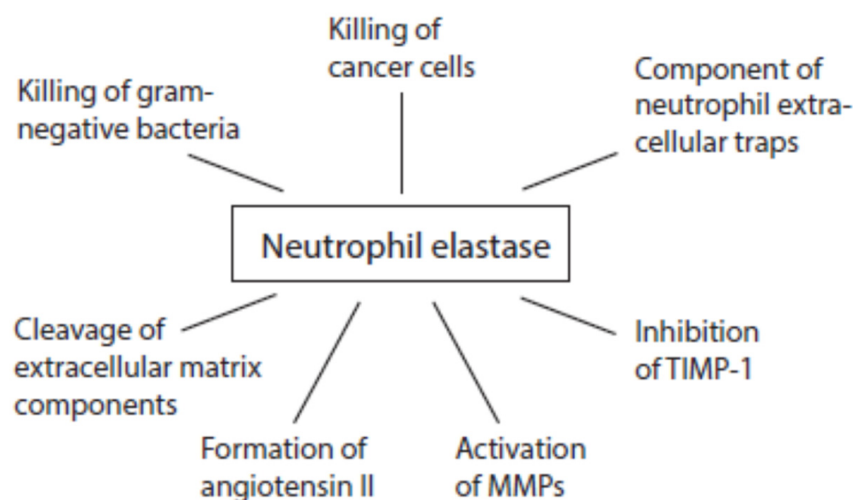 Killing of
cancer cells
Killing of gram-
negative bacteria
Component of
neutrophil extra-
cellular traps
Neutrophil elastase
Cleavage of
extracellular matrix
components
Inhibition
of TIMP-1
Formation of
angiotensin II
Activation
of MMPs